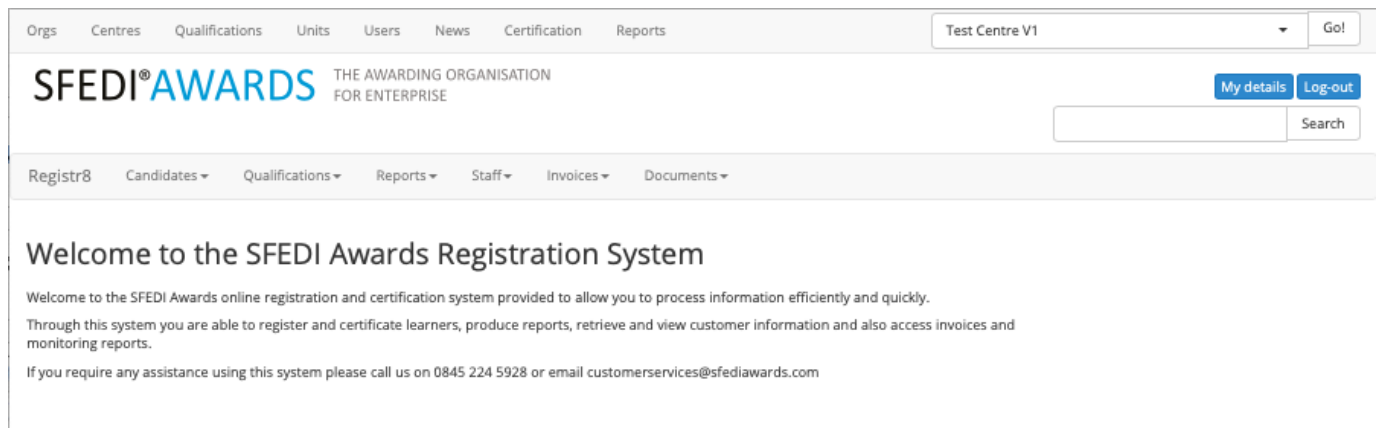 Orgs Centres Qualifications Units Users News Certification Reports Test Centre V1 Go!
SFEDI®AWARDS THE AWARDING ORGANISATION
FOR ENTERPRISE
My details Log-out
Search
Registr8 Candidates Qualifications Reports Staff Invoices Documents
Welcome to the SFEDI Awards Registration System
Welcome to the SFEDI Awards online registration and certification system provided to allow you to process information efficiently and quickly.
Through this system you are able to register and certificate learners, produce reports, retrieve and view customer information and also access invoices and
monitoring reports.
If you require any assistance using this system please call us on 0845 224 5928 or email customerservices@sfediawards.com